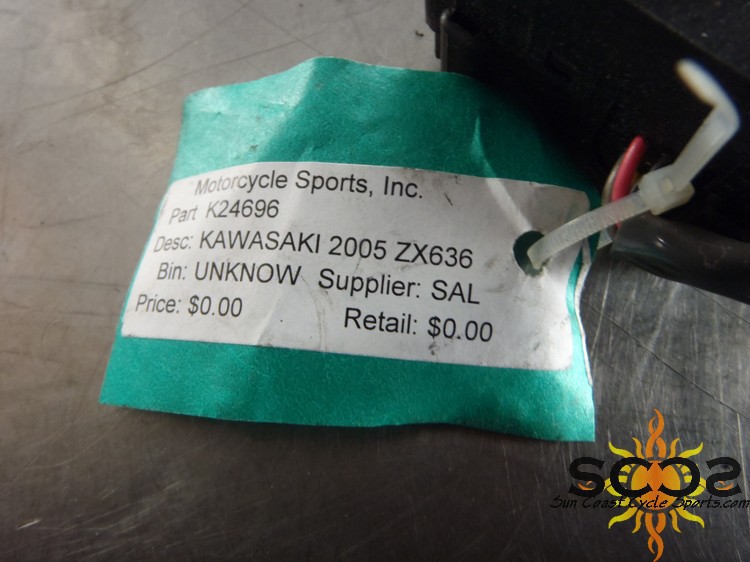 Motorcycle Sports, Inc.
Part K24696
Desc: KAWASAKI 2005 ZX636
Bin: UNKNOW Supplier: SAL
Price: $0.00 Retail: $0.00
SCCS
Sun Coast Cycle Sports.com